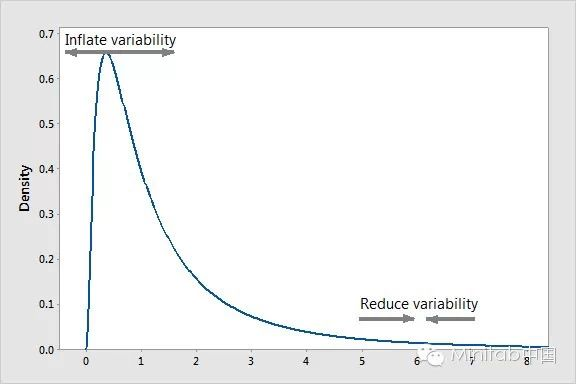 Inflate variability
0.7
0.6
0.5
0.4
0.3
0.2
0.1
0.0
Density
Reduce variability
0 1 2 3 4 5 6 7 8
Minitab中国